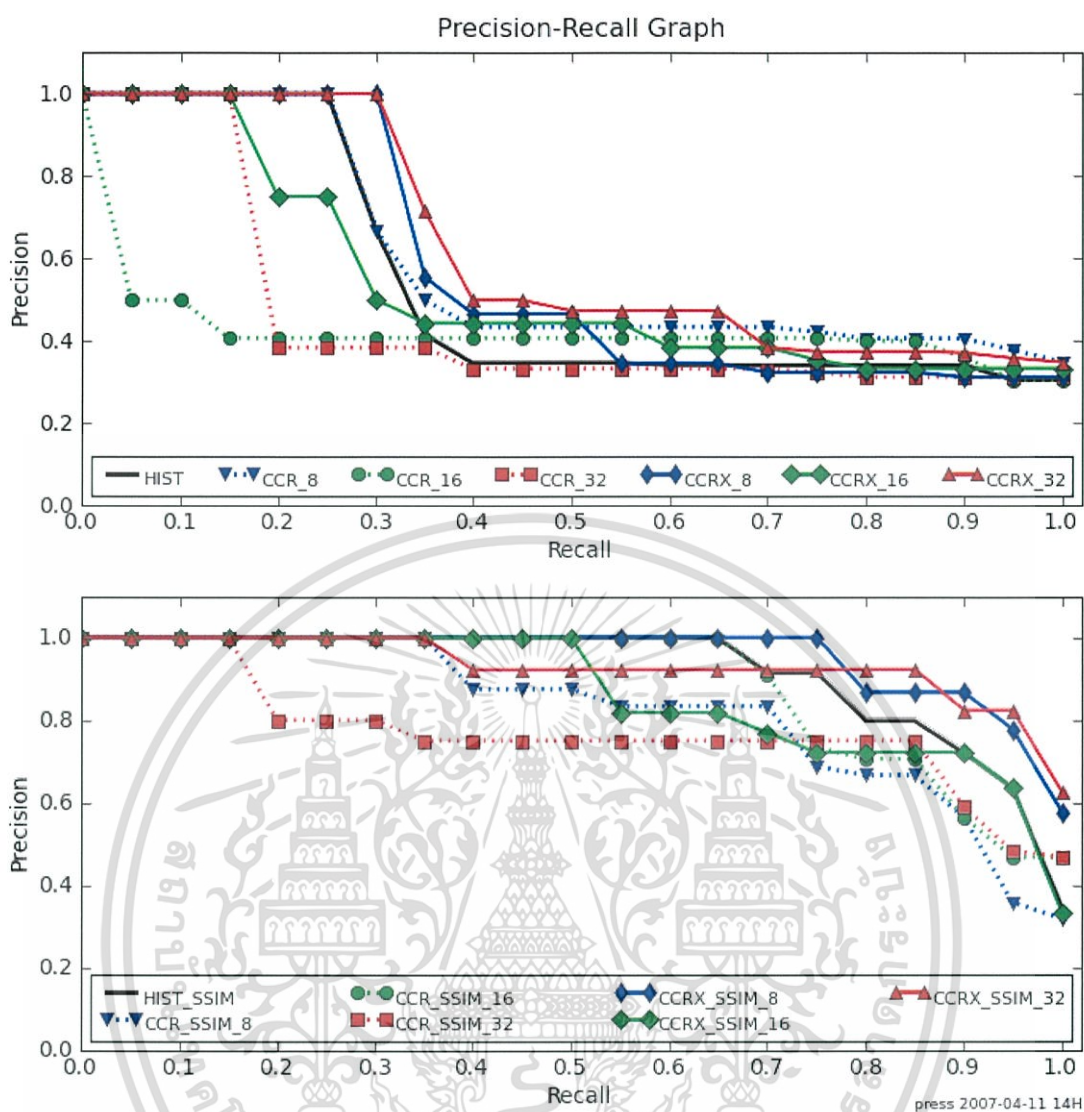 Precision-Recall Graph
1.0
0.8
0.6
0.4
0.2
0.0
Precision
HIST CCR_8 CCR_16 CCR_32 CCRX_8 CCRX_16 CCRX_32
0.0 0.1 0.2 0.3 0.4 0.5 0.6 0.7 0.8 0.9 1.0
Recall
1.0
0.8
0.6
0.4
0.2
0.0
Precision
HIST_SSIM CCR_SSIM_16 CCRX_SSIM_8 CCRX_SSIM_32
CCR_SSIM_8 CCR_SSIM_32 CCRX_SSIM_16
0.0 0.1 0.2 0.3 0.4 0.5 0.6 0.7 0.8 0.9 1.0
Recall
press 2007-04-11 14H